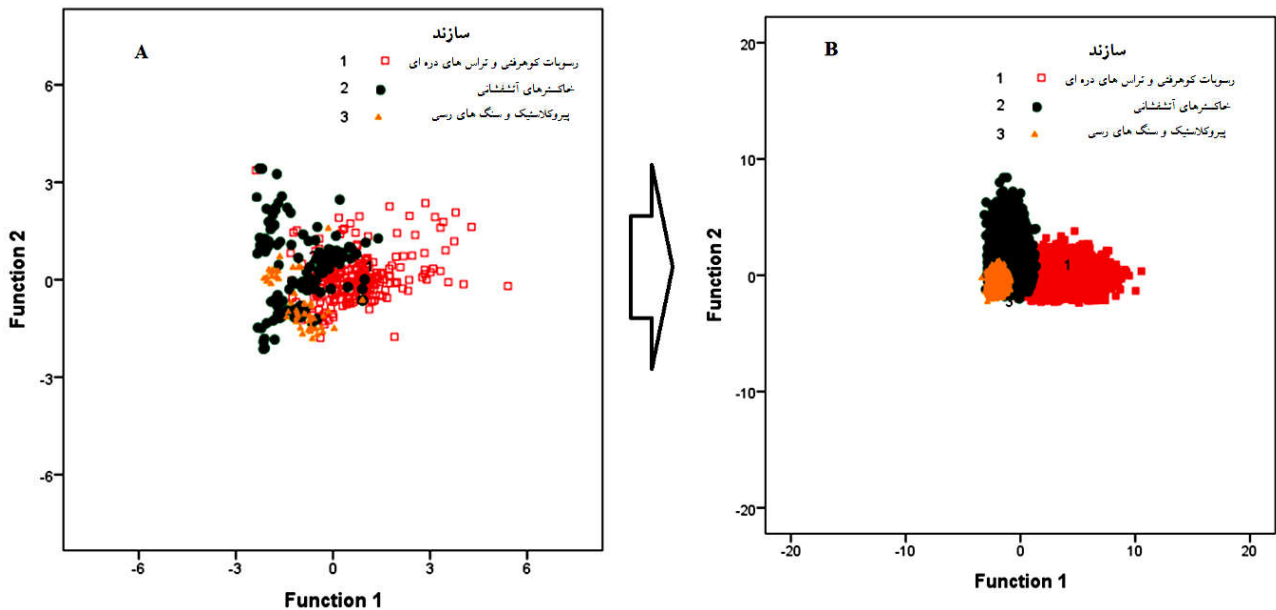 A
سازند
1 رسوبات کوهرفتی و تراس های دره ای
2 خاکسترهای آتشفشانی
3 پیروکلاستیک و سنگ های رسی
Function 2
6
3
0
-3
-6
1
-6
-3
0
3
6
Function 1
B
سازند
1 رسوبات کوهرفتی و تراس های دره ای
2 خاکسترهای آتشفشانی
3 پیروکلاستیک و سنگ های رسی
Function 2
20
10
0
-10
-20
1
3
-20
-10
0
10
20
Function 1